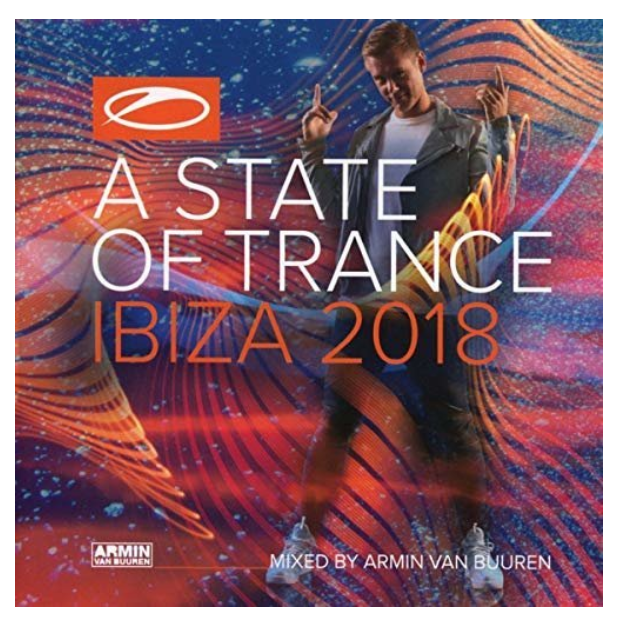 A STATE
OF TRANCE
IBIZA 2018
ARMIN
VAN BUUREN
MIXED BY ARMIN VAN BUUREN